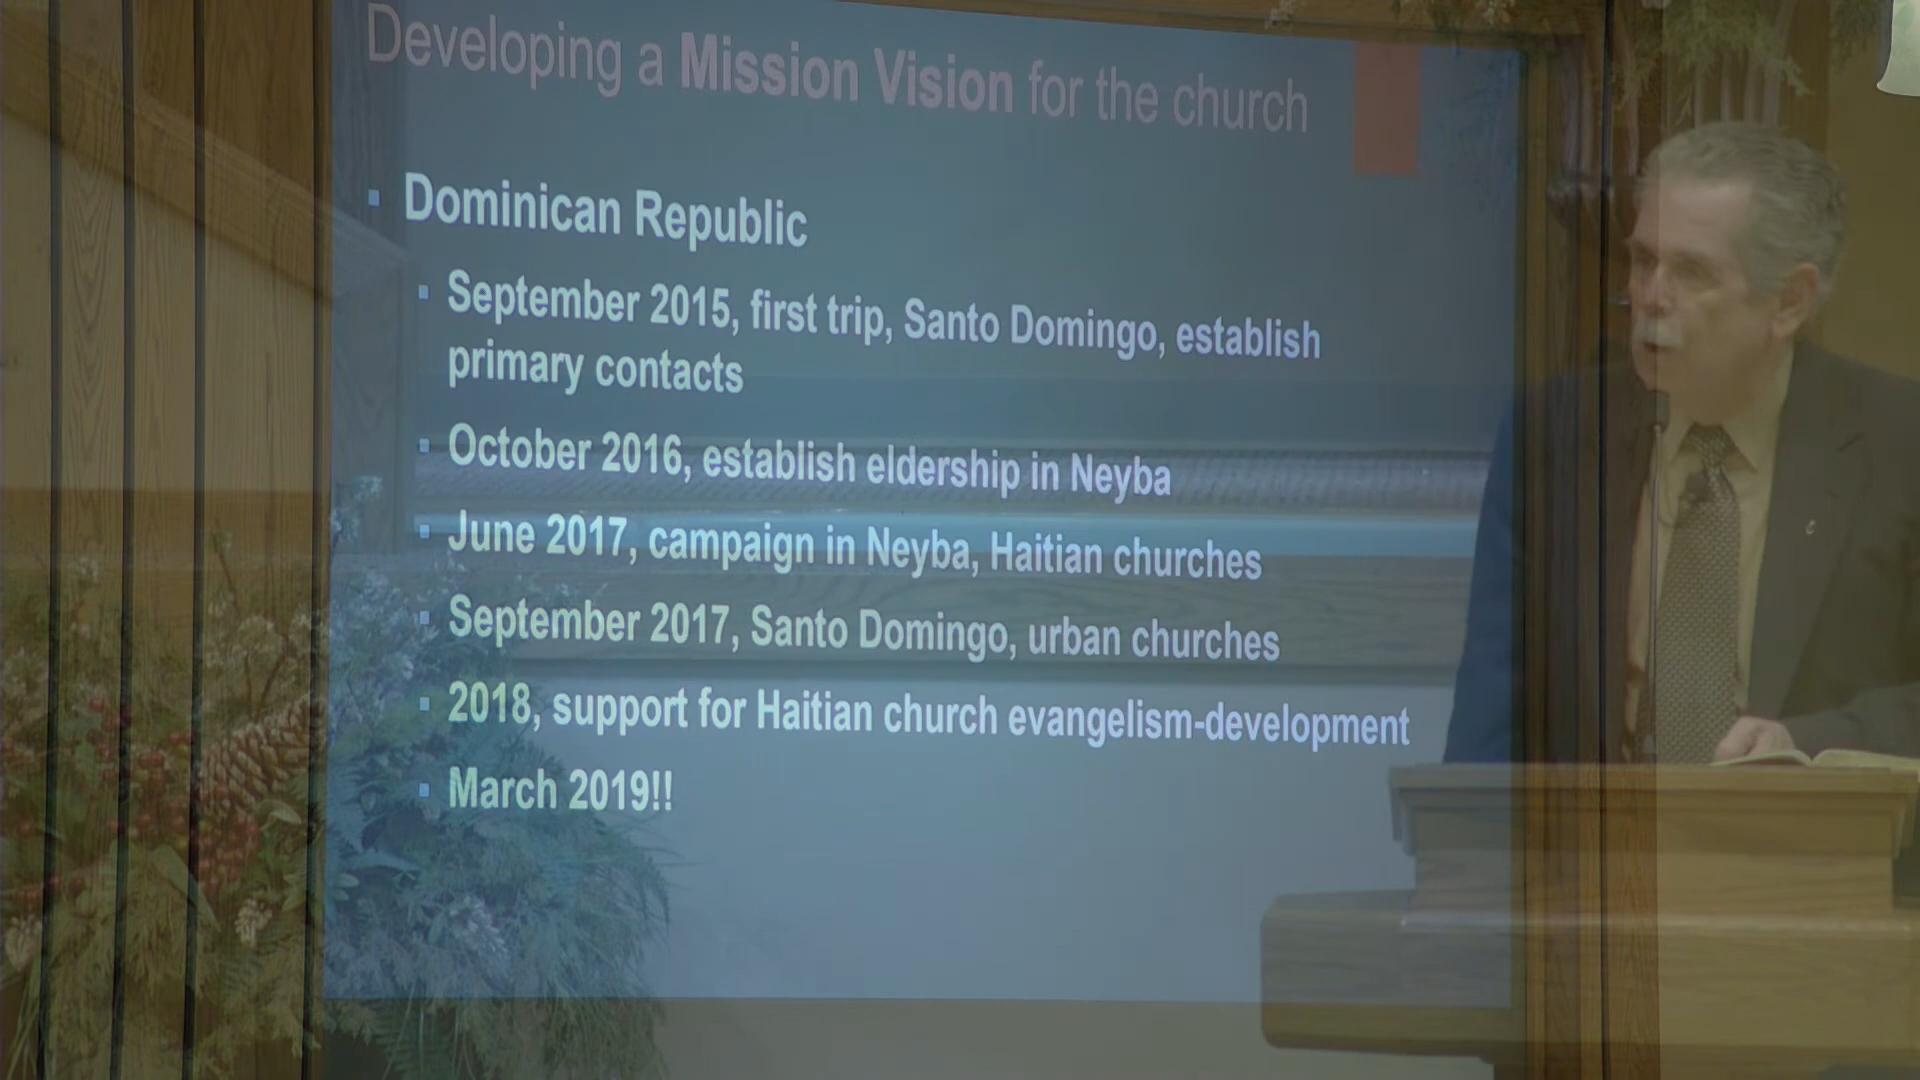 Developing a Mission Vision for the church
Dominican Republic
September 2015, first trip, Santo Domingo, establish
primary contacts
October 2016, establish eldership in Neyba
June 2017, campaign in Neyba, Haitian churches
September 2017, Santo Domingo, urban churches
2018, support for Haitian church evangelism-development
March 2019!!